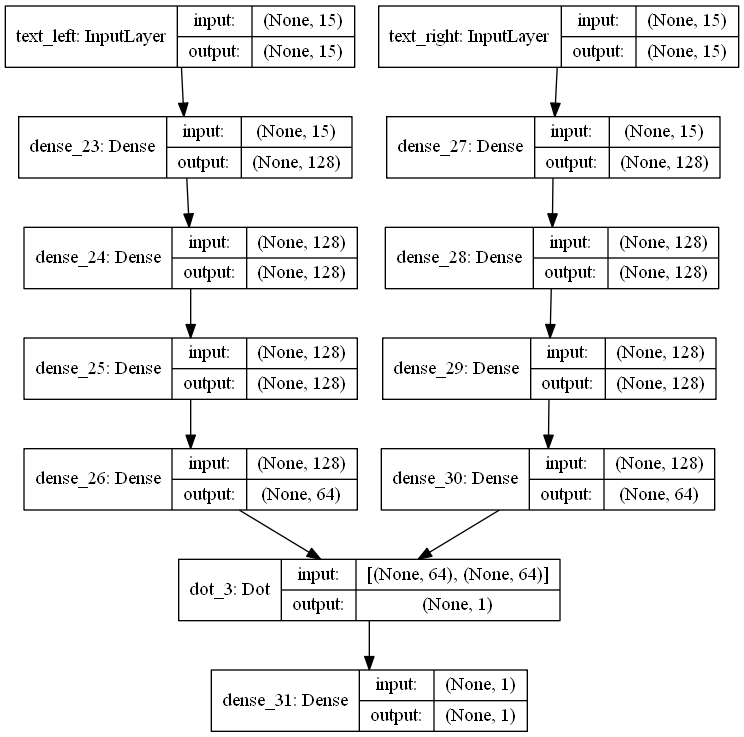 text_left: InputLayer input: (None, 15)
output: (None, 15)
text_right: InputLayer input: (None, 15)
output: (None, 15)
dense_23: Dense input: (None, 15)
output: (None, 128)
dense_27: Dense input: (None, 15)
output: (None, 128)
dense_24: Dense input: (None, 128)
output: (None, 128)
dense_28: Dense input: (None, 128)
output: (None, 128)
dense_25: Dense input: (None, 128)
output: (None, 128)
dense_29: Dense input: (None, 128)
output: (None, 128)
dense_26: Dense input: (None, 128)
output: (None, 64)
dense_30: Dense input: (None, 128)
output: (None, 64)
dot_3: Dot input: [(None, 64), (None, 64)]
output: (None, 1)
dense_31: Dense input: (None, 1)
output: (None, 1)